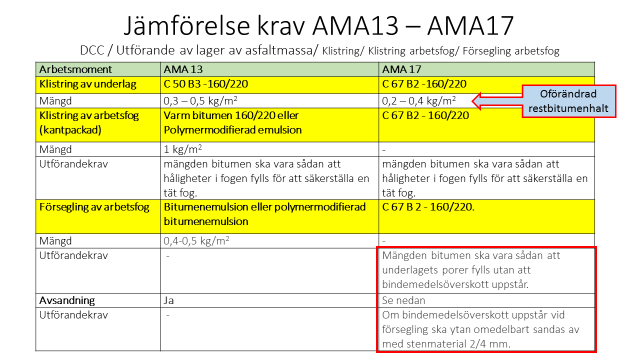 Jämförelse krav AMA13 – AMA17
DCC / Utförande av lager av asfaltmassa/ Klistring/ Klistring arbetsfog/ Försegling arbetsfog
Arbetsmoment AMA 13 AMA 17
Klistring av underlag C 50 B3 -160/220 C 67 B2 -160/220
Mängd 0,3 – 0,5 kg/m² 0,2 – 0,4 kg/m²
Oförändrad
restbitumenhalt
Klistring av arbetsfog Varm bitumen 160/220 eller C 67 B2 - 160/220
(kantpackad) Polymermodifierad emulsion
Mängd 1 kg/m² -
Utförandekrav mängden bitumen ska vara sådan att mängden bitumen ska vara sådan att
håligheter i fogen fylls för att säkerställa en håligheter i fogen fylls för att säkerställa en
tät fog. tät fog.
Försegling av arbetsfog Bitumenemulsion eller polymermodifierad C 67 B 2 - 160/220.
bitumenemulsion
Mängd 0,4-0,5 kg/m² -
Utförandekrav - Mängden bitumen ska vara sådan att
underlagets porer fylls utan att
bindemedelsöverskott uppstår.
Avsandning Ja Se nedan
Utförandekrav - Om bindemedelsöverskott uppstår vid
försegling ska ytan omedelbart sandas av
med stenmaterial 2/4 mm.